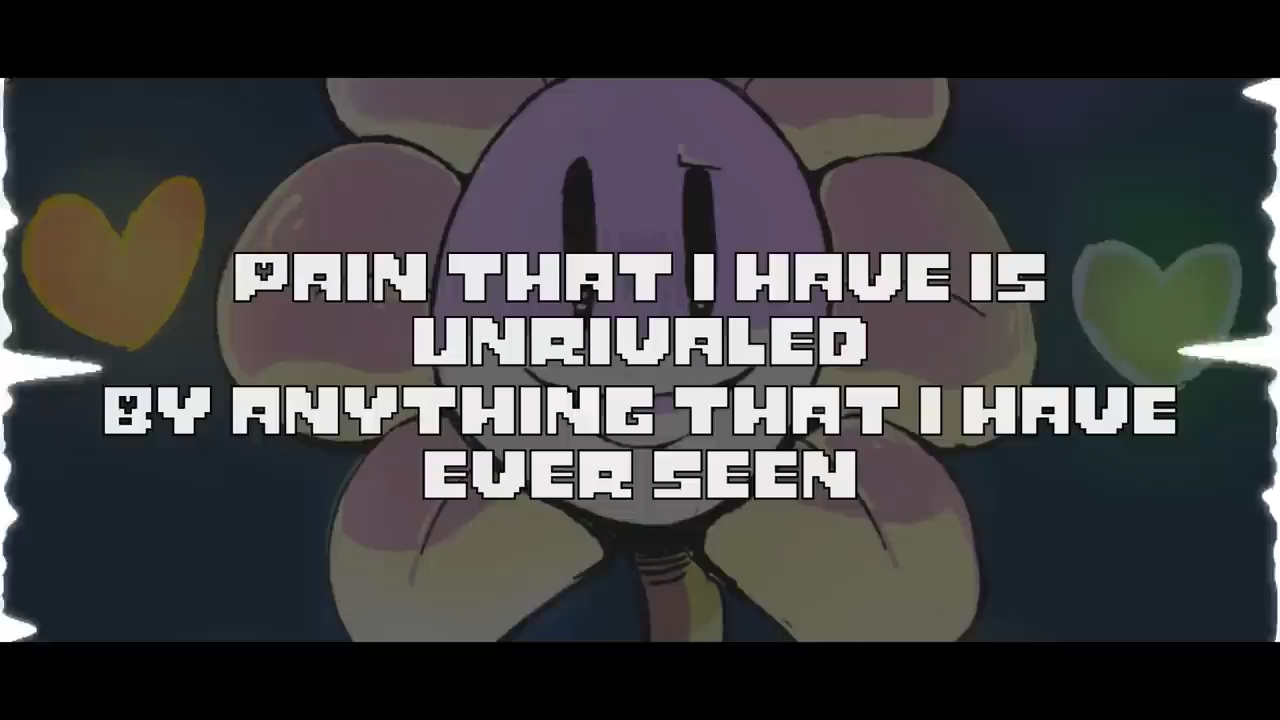 PAIN THAT I HAVE IS
UNRIVALED
BY ANYTHING THAT I HAVE
EVER SEEN